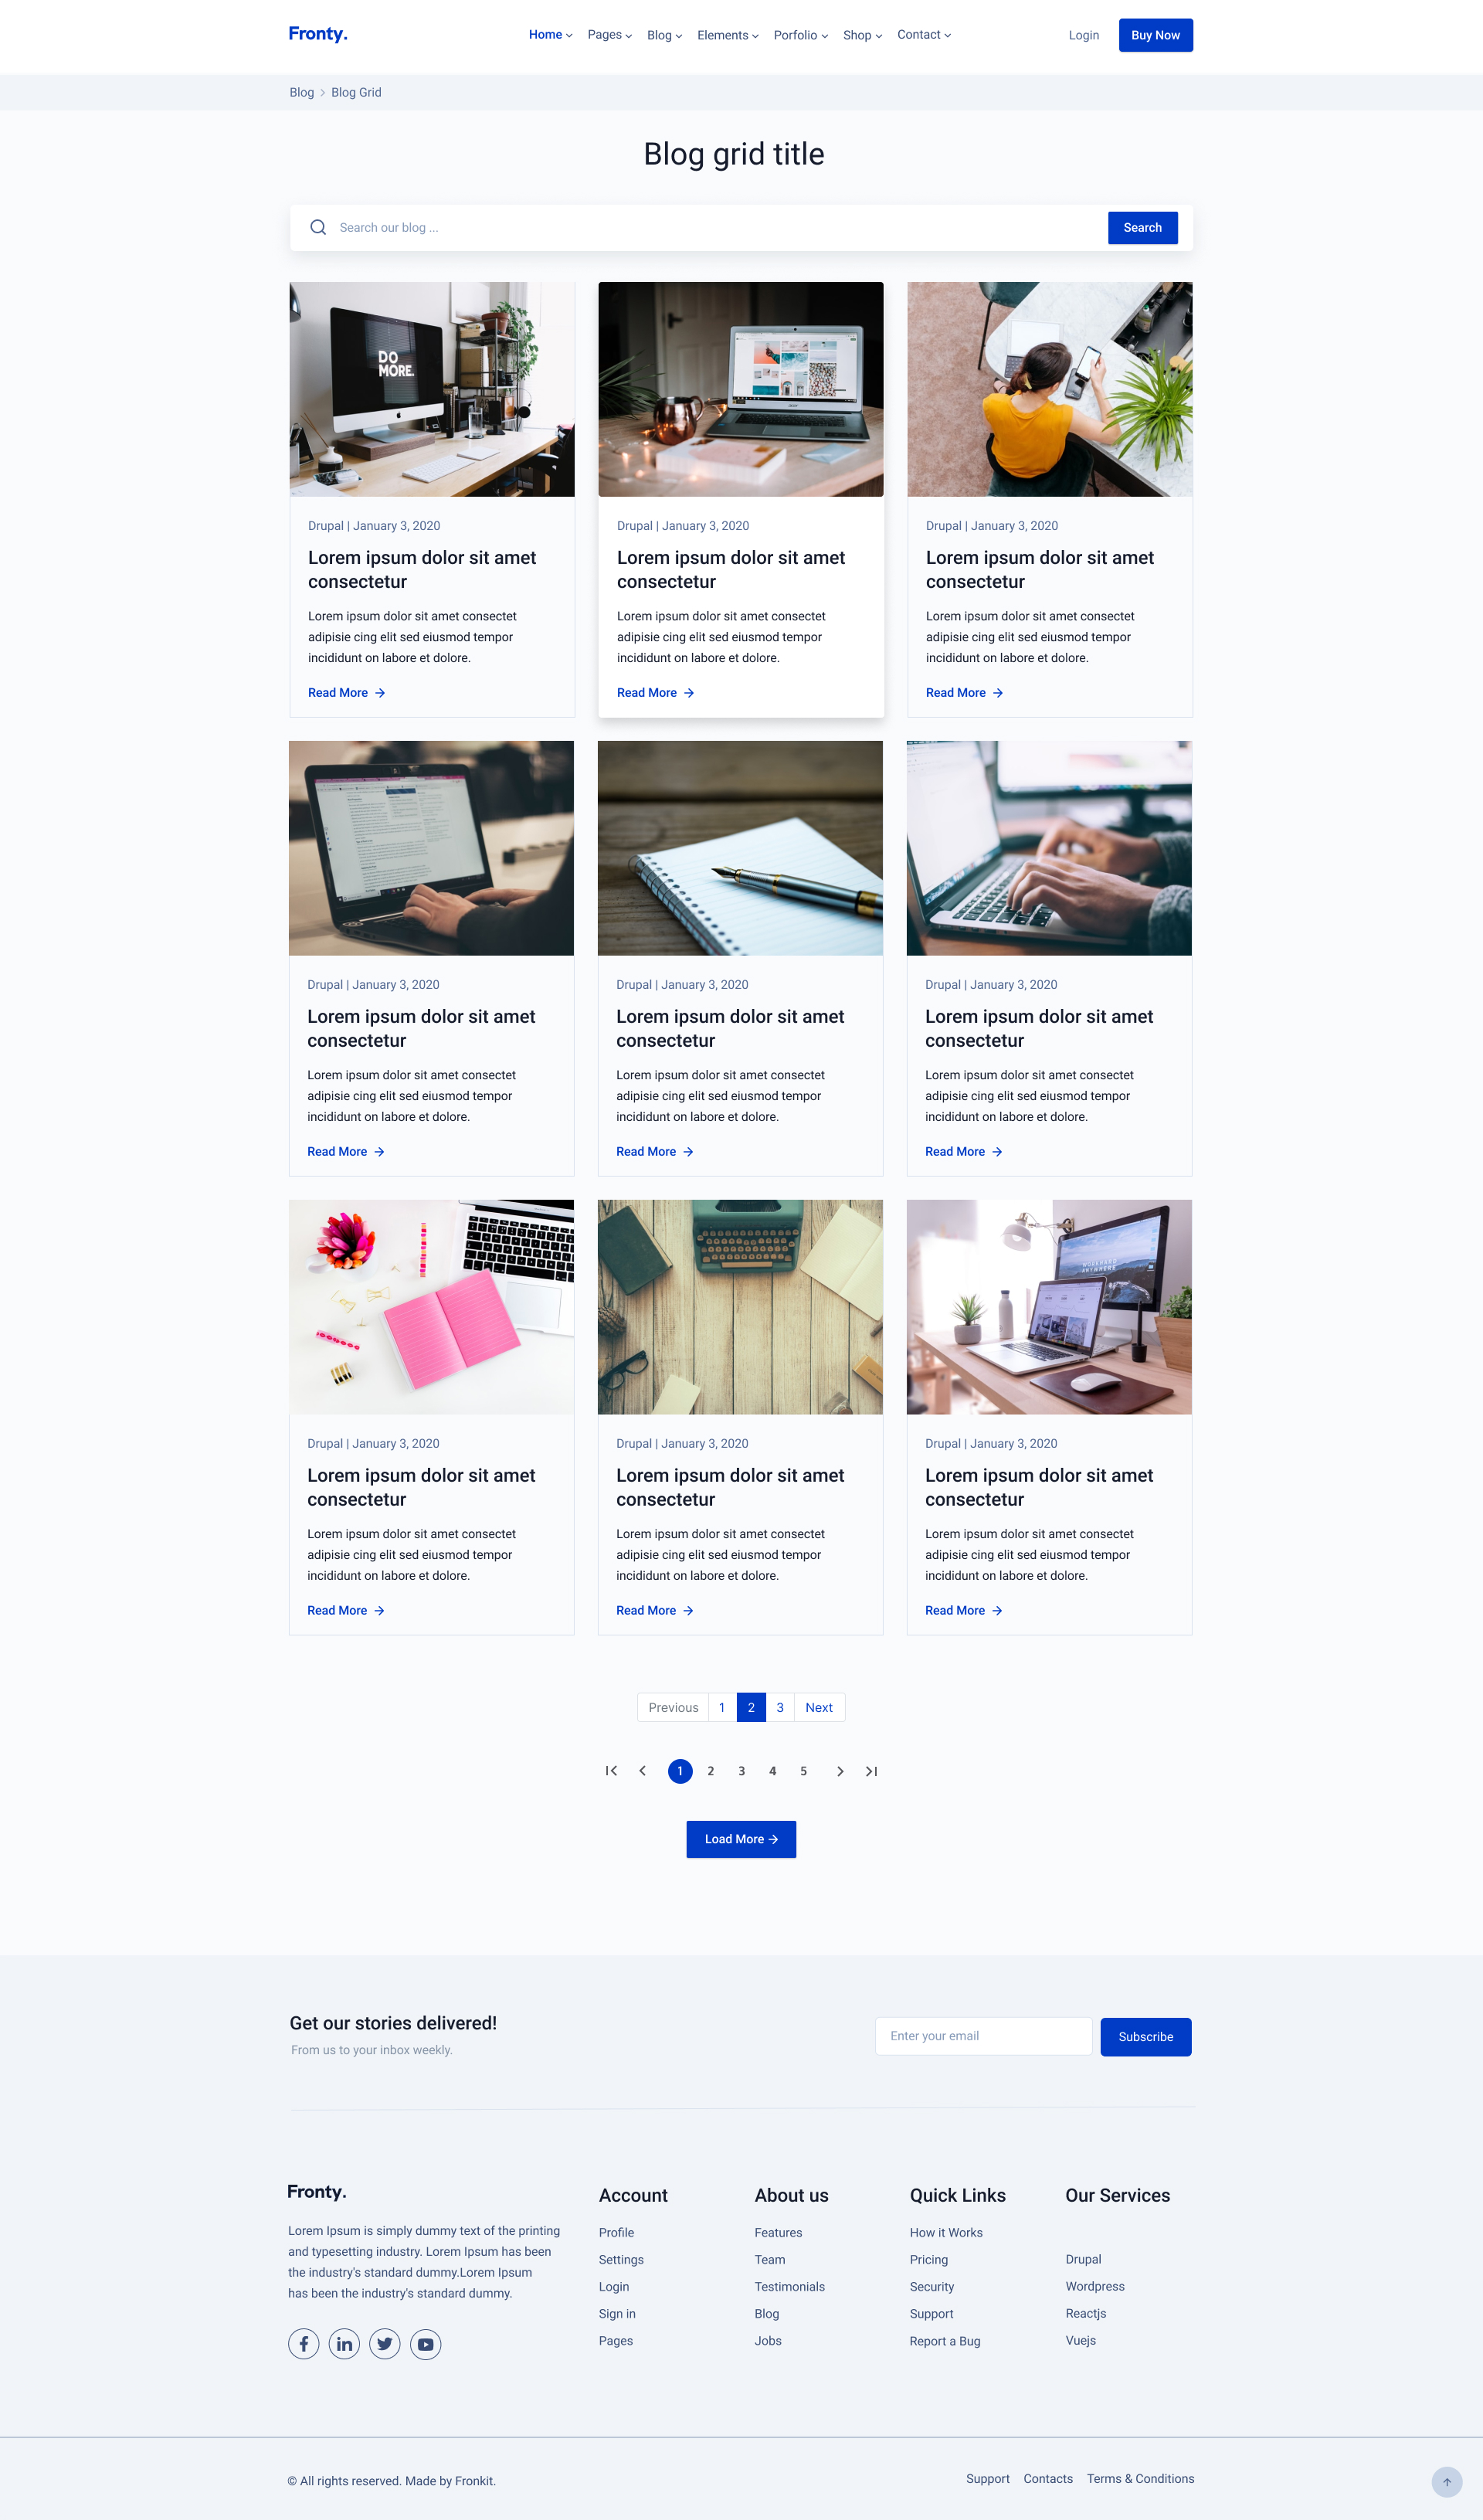 Fronty.
Home Pages Blog Elements Porfolio Shop Contact
Login Buy Now
Blog > Blog Grid
Blog grid title
Search our blog ... Search
DO MORE.
Drupal | January 3, 2020
Lorem ipsum dolor sit amet
consectetur
Lorem ipsum dolor sit amet consectet
adipisie cing elit sed eiusmod tempor
incididunt on labore et dolore.
Read More
Drupal | January 3, 2020
Lorem ipsum dolor sit amet
consectetur
Lorem ipsum dolor sit amet consectet
adipisie cing elit sed eiusmod tempor
incididunt on labore et dolore.
Read More
Drupal | January 3, 2020
Lorem ipsum dolor sit amet
consectetur
Lorem ipsum dolor sit amet consectet
adipisie cing elit sed eiusmod tempor
incididunt on labore et dolore.
Read More
Drupal | January 3, 2020
Lorem ipsum dolor sit amet
consectetur
Lorem ipsum dolor sit amet consectet
adipisie cing elit sed eiusmod tempor
incididunt on labore et dolore.
Read More
Drupal | January 3, 2020
Lorem ipsum dolor sit amet
consectetur
Lorem ipsum dolor sit amet consectet
adipisie cing elit sed eiusmod tempor
incididunt on labore et dolore.
Read More
Drupal | January 3, 2020
Lorem ipsum dolor sit amet
consectetur
Lorem ipsum dolor sit amet consectet
adipisie cing elit sed eiusmod tempor
incididunt on labore et dolore.
Read More
Drupal | January 3, 2020
Lorem ipsum dolor sit amet
consectetur
Lorem ipsum dolor sit amet consectet
adipisie cing elit sed eiusmod tempor
incididunt on labore et dolore.
Read More
Drupal | January 3, 2020
Lorem ipsum dolor sit amet
consectetur
Lorem ipsum dolor sit amet consectet
adipisie cing elit sed eiusmod tempor
incididunt on labore et dolore.
Read More
Drupal | January 3, 2020
Lorem ipsum dolor sit amet
consectetur
Lorem ipsum dolor sit amet consectet
adipisie cing elit sed eiusmod tempor
incididunt on labore et dolore.
Read More
Previous 1 2 3 Next
1 2 3 4 5
Load More
Get our stories delivered!
From us to your inbox weekly.
Enter your email Subscribe
Fronty.
Lorem Ipsum is simply dummy text of the printing
and typesetting industry. Lorem Ipsum has been
the industry's standard dummy.Lorem Ipsum
has been the industry's standard dummy.
Account
Profile
Settings
Login
Sign in
Pages
About us
Features
Team
Testimonials
Blog
Jobs
Quick Links
How it Works
Pricing
Security
Support
Report a Bug
Our Services
Drupal
Wordpress
Reactjs
Vuejs
© All rights reserved. Made by Fronkit.
Support Contacts Terms & Conditions